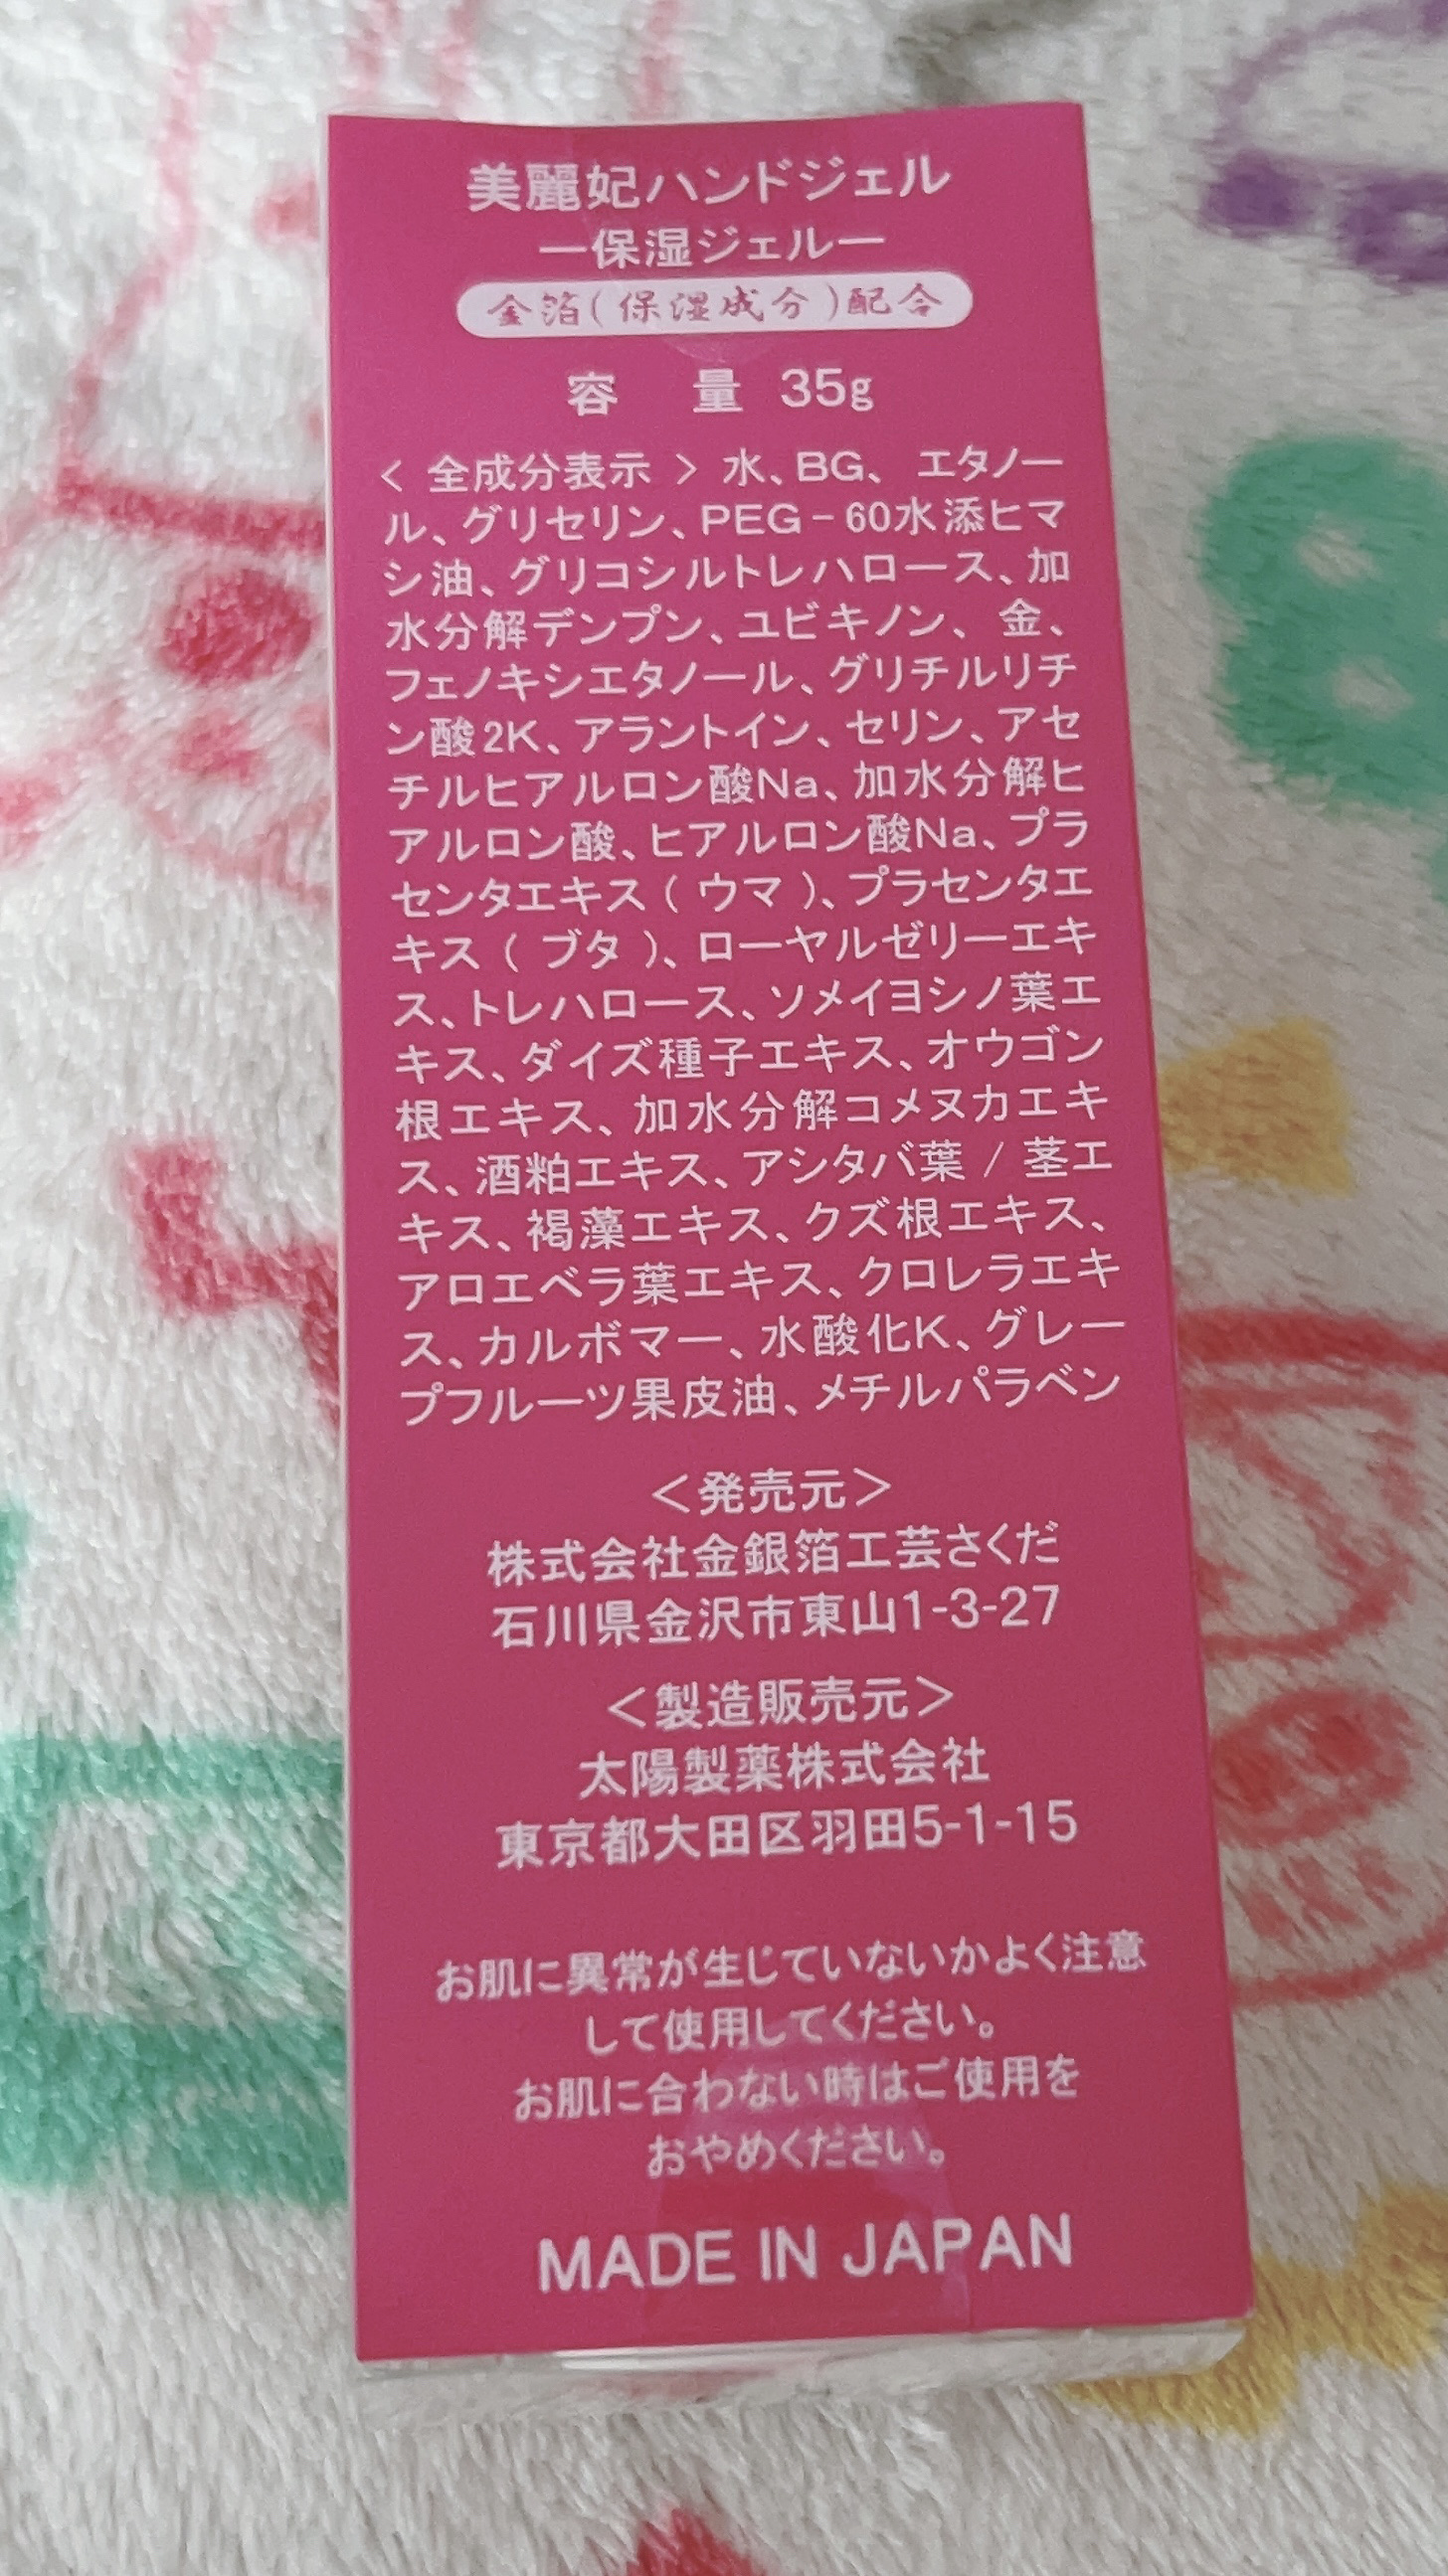 美麗妃ハンドジェル
―保湿ジェル―
金箔(保湿成分)配合
容 量 35g
< 全成分表示 > 水、BG、 エタノー
ル、グリセリン、PEG-60水添ヒマ
シ油、グリコシルトレハロース、加
水分解デンプン、ユビキノン、 金、
フェノキシエタノール、グリチルリチ
ン酸2K、アラントイン、セリン、アセ
チルヒアルロン酸Na、加水分解ヒ
アルロン酸、ヒアルロン酸Na、プラ
センタエキス( ウマ )、プラセンタエ
キス( ブタ )、ローヤルゼリーエキ
ス、トレハロース、ソメイヨシノ葉エ
キス、ダイズ種子エキス、オウゴン
根エキス、加水分解コメヌカエキ
ス、酒粕エキス、アシタバ葉 / 茎エ
キス、褐藻エキス、クズ根エキス、
アロエベラ葉エキス、クロレラエキ
ス、カルボマー、水酸化K、グレー
プフルーツ果皮油、メチルパラベン
<発売元>
株式会社金銀箔工芸さくだ
石川県金沢市東山1-3-27
<製造販売元>
太陽製薬株式会社
東京都大田区羽田5-1-15
お肌に異常が生じていないかよく注意
して使用してください。
お肌に合わない時はご使用を
おやめください。
MADE IN JAPAN